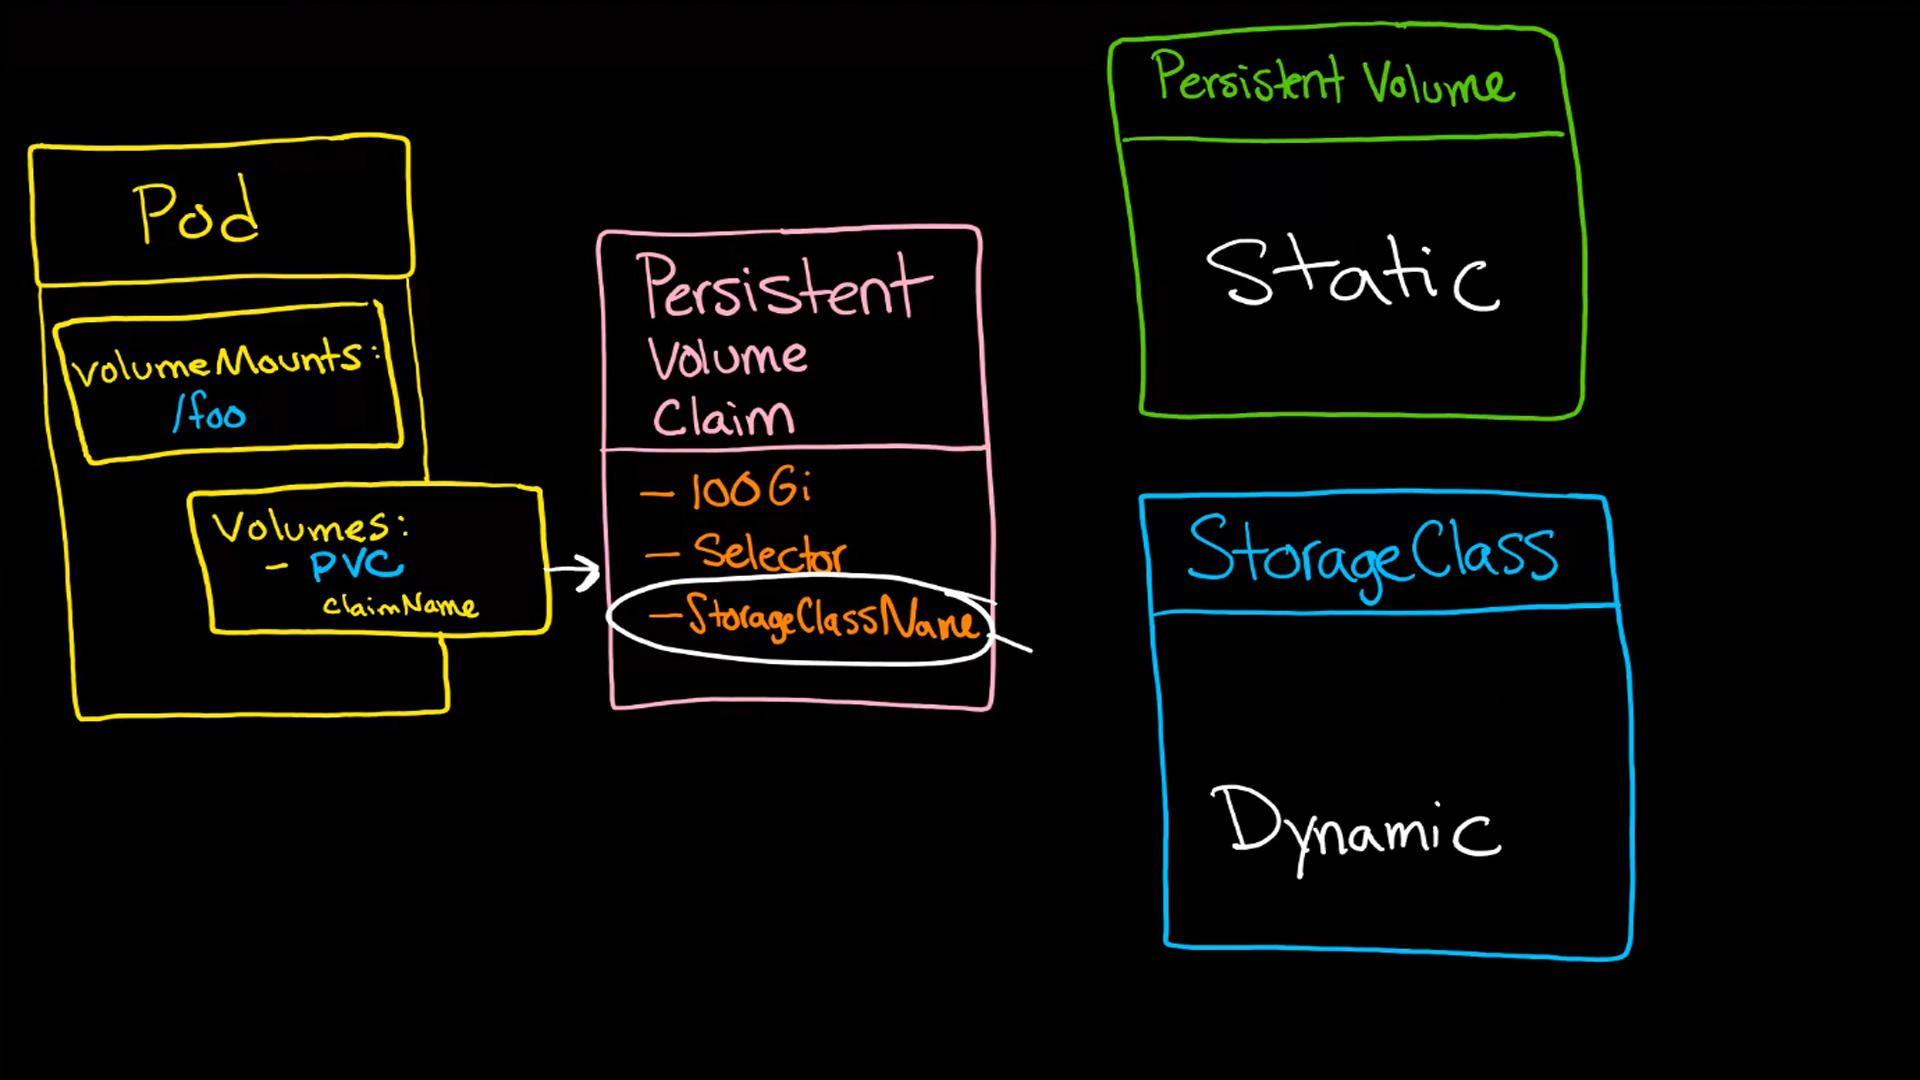 Pod
volumeMounts:
/foo
Volumes:
- PVC
claimName
Persistent
Volume
Claim
- 100Gi
- Selector
- StorageClassName
Persistent Volume
Static
StorageClass
Dynamic